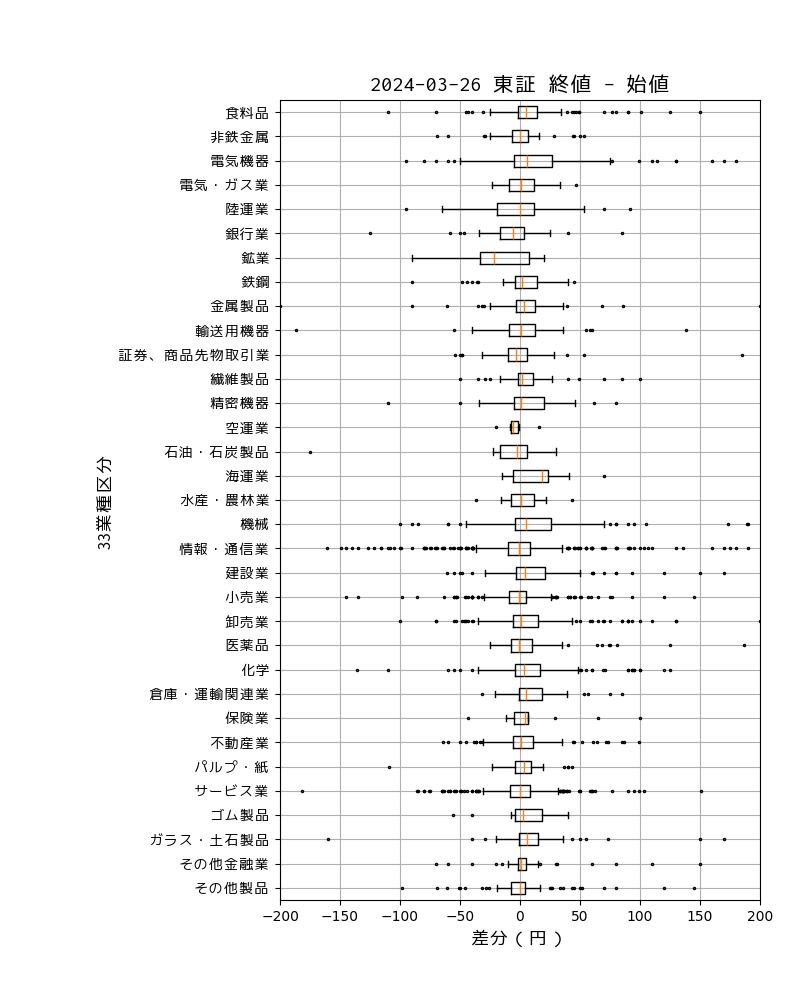 2024-03-26 東証 終値 - 始値
食料品
非鉄金属
電気機器
電気・ガス業
陸運業
銀行業
鉱業
鉄鋼
金属製品
輸送用機器
証券、商品先物取引業
繊維製品
精密機器
空運業
石油・石炭製品
海運業
水産・農林業
機械
情報・通信業
建設業
小売業
卸売業
医薬品
化学
倉庫・運輸関連業
保険業
不動産業
パルプ・紙
サービス業
ゴム製品
ガラス・土石製品
その他金融業
その他製品
33業種区分
−200 −150 −100 −50 0 50 100 150 200
差分（円）